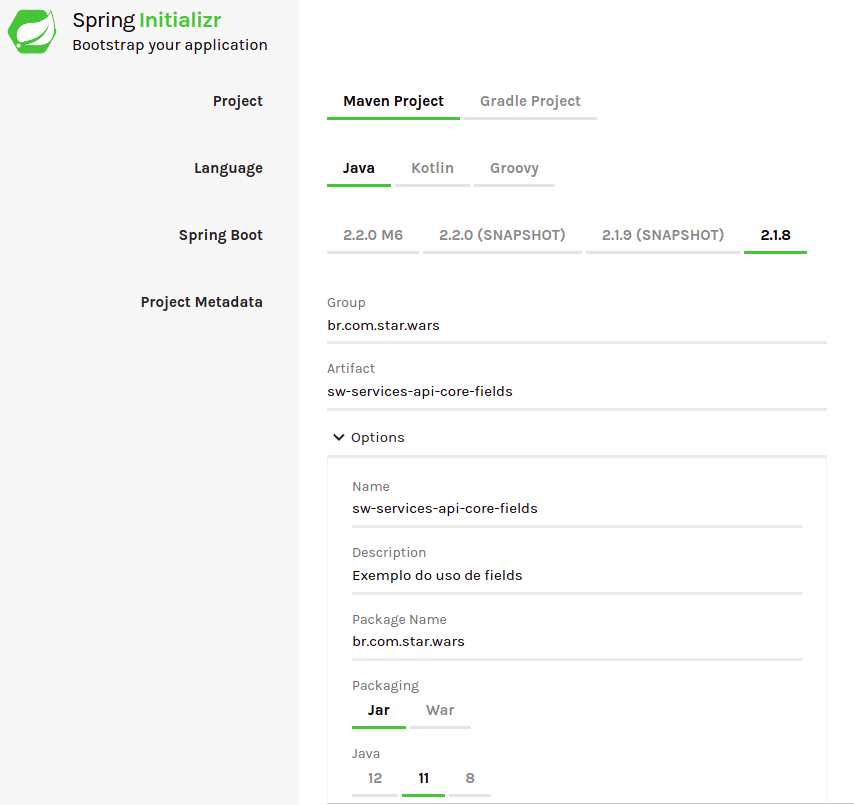 Spring Initializr
Bootstrap your application
Project
Maven Project
Gradle Project
Language
Java
Kotlin
Groovy
Spring Boot
2.2.0 M6
2.2.0 (SNAPSHOT)
2.1.9 (SNAPSHOT)
2.1.8
Project Metadata
Group
br.com.star.wars
Artifact
sw-services-api-core-fields
Options
Name
sw-services-api-core-fields
Description
Exemplo do uso de fields
Package Name
br.com.star.wars
Packaging
Jar
War
Java
12
11
8